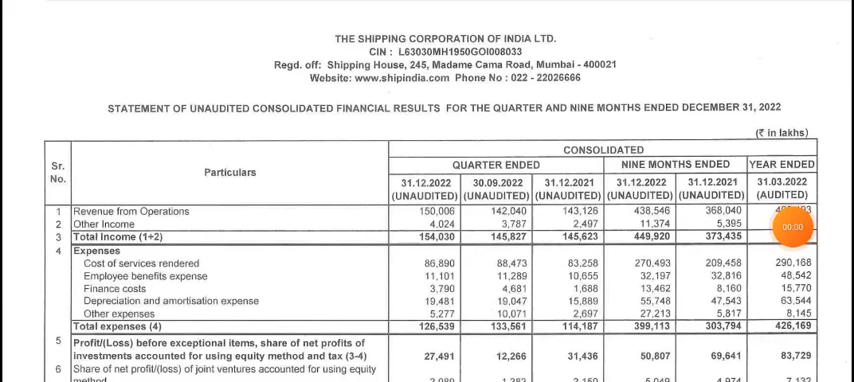 THE SHIPPING CORPORATION OF INDIA LTD.
CIN : L63030MH1950GOI008033
Regd. off: Shipping House, 245, Madame Cama Road, Mumbai - 400021
Website: www.shipindia.com Phone No : 022 - 22026666
STATEMENT OF UNAUDITED CONSOLIDATED FINANCIAL RESULTS FOR THE QUARTER AND NINE MONTHS ENDED DECEMBER 31, 2022
(₹ in lakhs)
Sr. No. Particulars CONSOLIDATED
QUARTER ENDED NINE MONTHS ENDED YEAR ENDED
31.12.2022 30.09.2022 31.12.2021 31.12.2022 31.12.2021 31.03.2022
(UNAUDITED) (UNAUDITED) (UNAUDITED) (UNAUDITED) (UNAUDITED) (AUDITED)
1 Revenue from Operations 150,006 142,040 143,126 438,546 368,040
2 Other Income 4,024 3,787 2,497 11,374 5,395
00:00
3 Total Income (1+2) 154,030 145,827 145,623 449,920 373,435
4 Expenses
Cost of services rendered 86,890 88,473 83,258 270,493 209,458 290,168
Employee benefits expense 11,101 11,289 10,655 32,197 32,816 48,542
Finance costs 3,790 4,681 1,688 13,462 8,160 15,770
Depreciation and amortisation expense 19,481 19,047 15,889 55,748 47,543 63,544
Other expenses 5,277 10,071 2,697 27,213 5,817 8,145
Total expenses (4) 126,539 133,561 114,187 399,113 303,794 426,169
5 Profit/(Loss) before exceptional items, share of net profits of
investments accounted for using equity method and tax (3-4) 27,491 12,266 31,436 50,807 69,641 83,729
6 Share of net profit/(loss) of joint ventures accounted for using equity
method